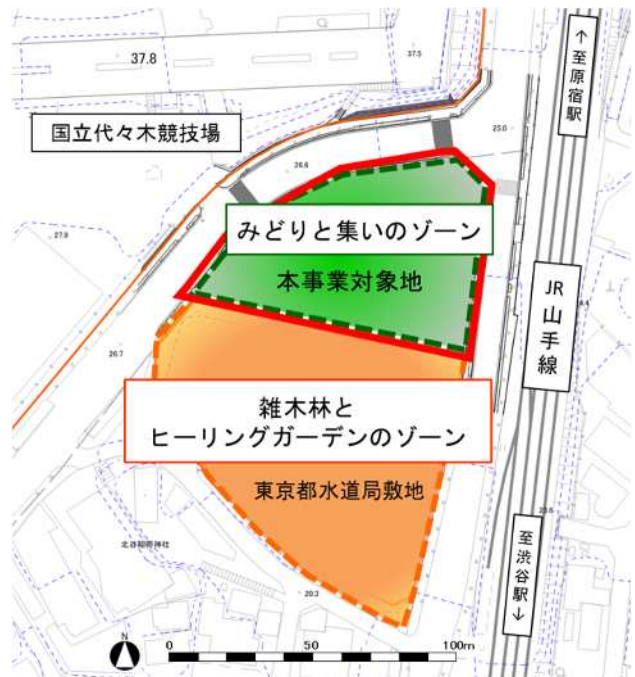 37.8
37.5
↑至原宿駅
国立代々木競技場
25.0
26.6
みどりと集いのゾーン
27.9
本事業対象地
JR
山手線
26.7
雑木林と
ヒーリングガーデンのゾーン
東京都水道局敷地
北谷稲荷神社
至渋谷駅↓
20.3
N
0
50
100m